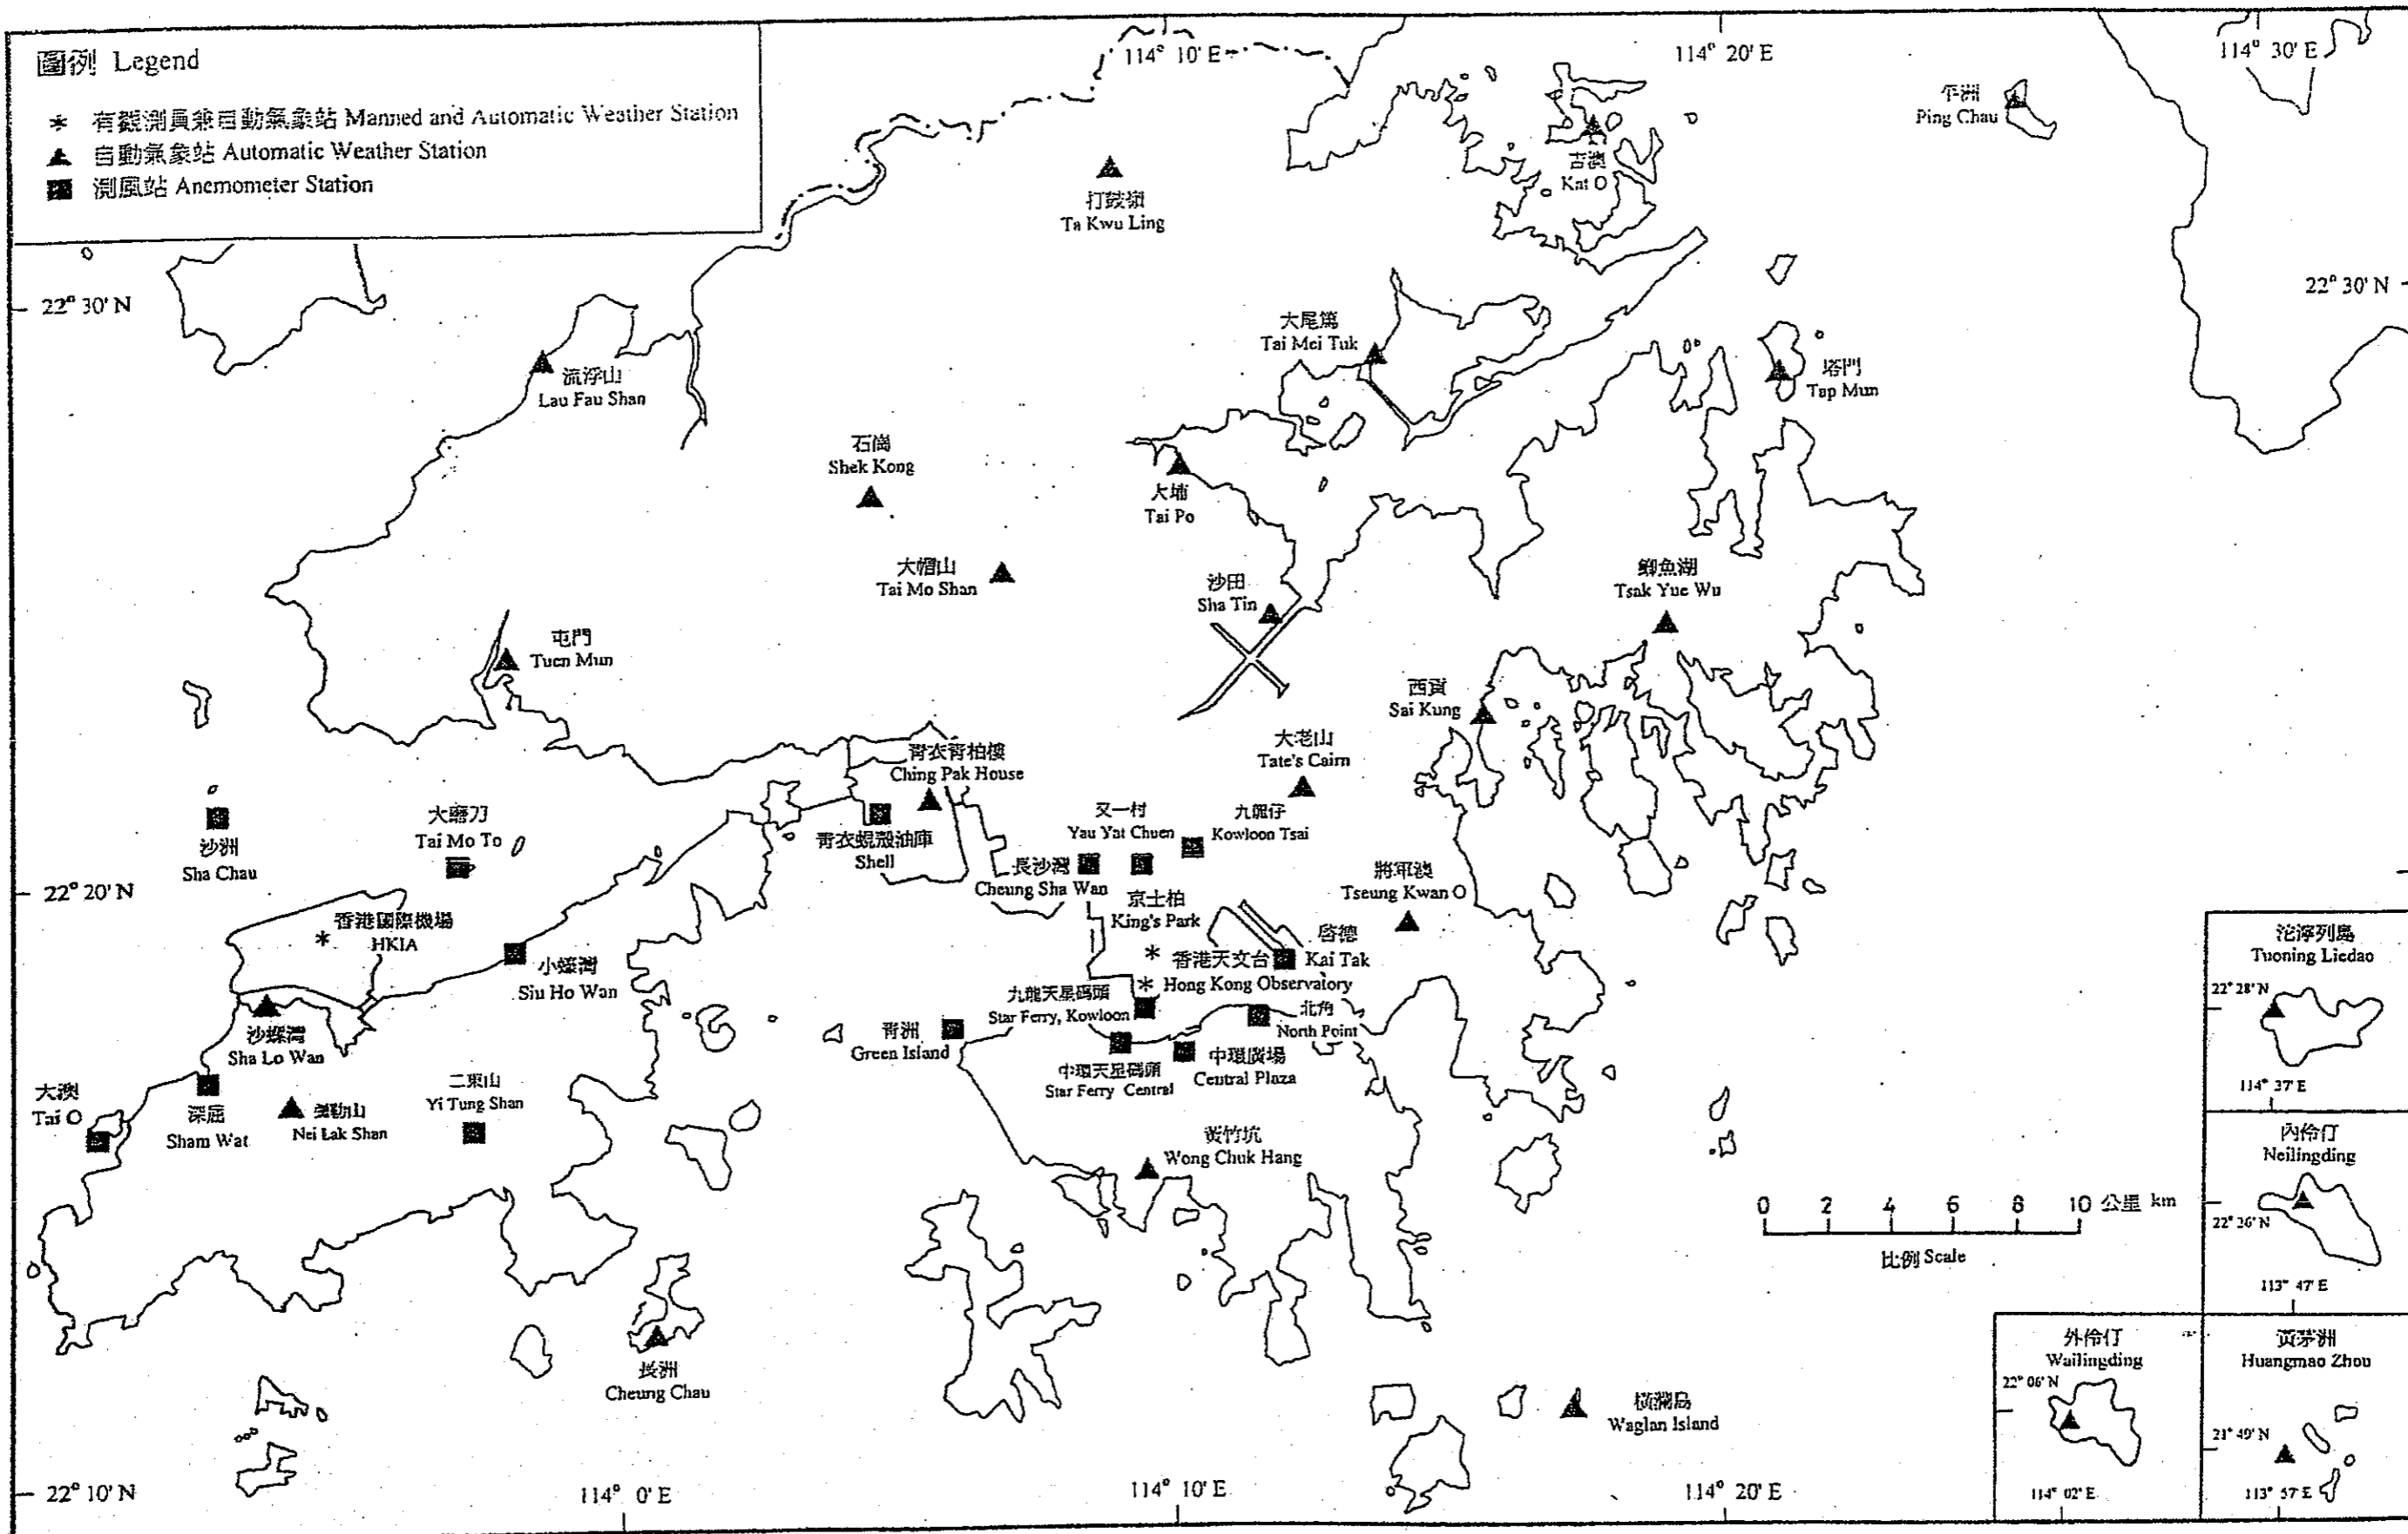 圖例 Legend
* 有觀測員兼自動氣象站 Manned and Automatic Weather Station
▲ 自動氣象站 Automatic Weather Station
■ 測風站 Anemometer Station
114° 10' E
114° 20' E
114° 30' E
平洲
Ping Chau
吉澳
Kat O
打鼓嶺
Ta Kwu Ling
22° 30' N
22° 30' N
大尾篤
Tai Mei Tuk
流浮山
Lau Fau Shan
塔門
Tap Mun
石崗
Shek Kong
大埔
Tai Po
大帽山
Tai Mo Shan
沙田
Sha Tin
鯽魚湖
Tsak Yue Wu
屯門
Tuen Mun
西貢
Sai Kung
青衣青柏樓
Ching Pak House
大老山
Tate's Cairn
沙洲
Sha Chau
大磨刀
Tai Mo To
青衣蜆殼油庫
Shell
又一村
Yau Yat Chuen
九龍仔
Kowloon Tsai
長沙灣
Cheung Sha Wan
將軍澳
Tseung Kwan O
22° 20' N
京士柏
King's Park
香港國際機場
HKIA
小蠔灣
Siu Ho Wan
香港天文台
Hong Kong Observatory
啓德
Kai Tak
九龍天星碼頭
Star Ferry, Kowloon
北角
North Point
青洲
Green Island
沙螺灣
Sha Lo Wan
中環天星碼頭
Star Ferry Central
中環廣場
Central Plaza
大澳
Tai O
深屈
Sham Wat
彌勒山
Nei Lak Shan
二東山
Yi Tung Shan
黃竹坑
Wong Chuk Hang
長洲
Cheung Chau
橫瀾島
Waglan Island
0 2 4 6 8 10 公里 km
比例 Scale
沱濘列島
Tuoning Liedao
22° 28' N
114° 37' E
內伶仃
Neilingding
22° 26' N
113° 47' E
外伶仃
Wailingding
22° 06' N
114° 02' E
黃茅洲
Huangmao Zhou
21° 49' N
113° 57' E
22° 10' N
114° 0' E
114° 10' E
114° 20' E